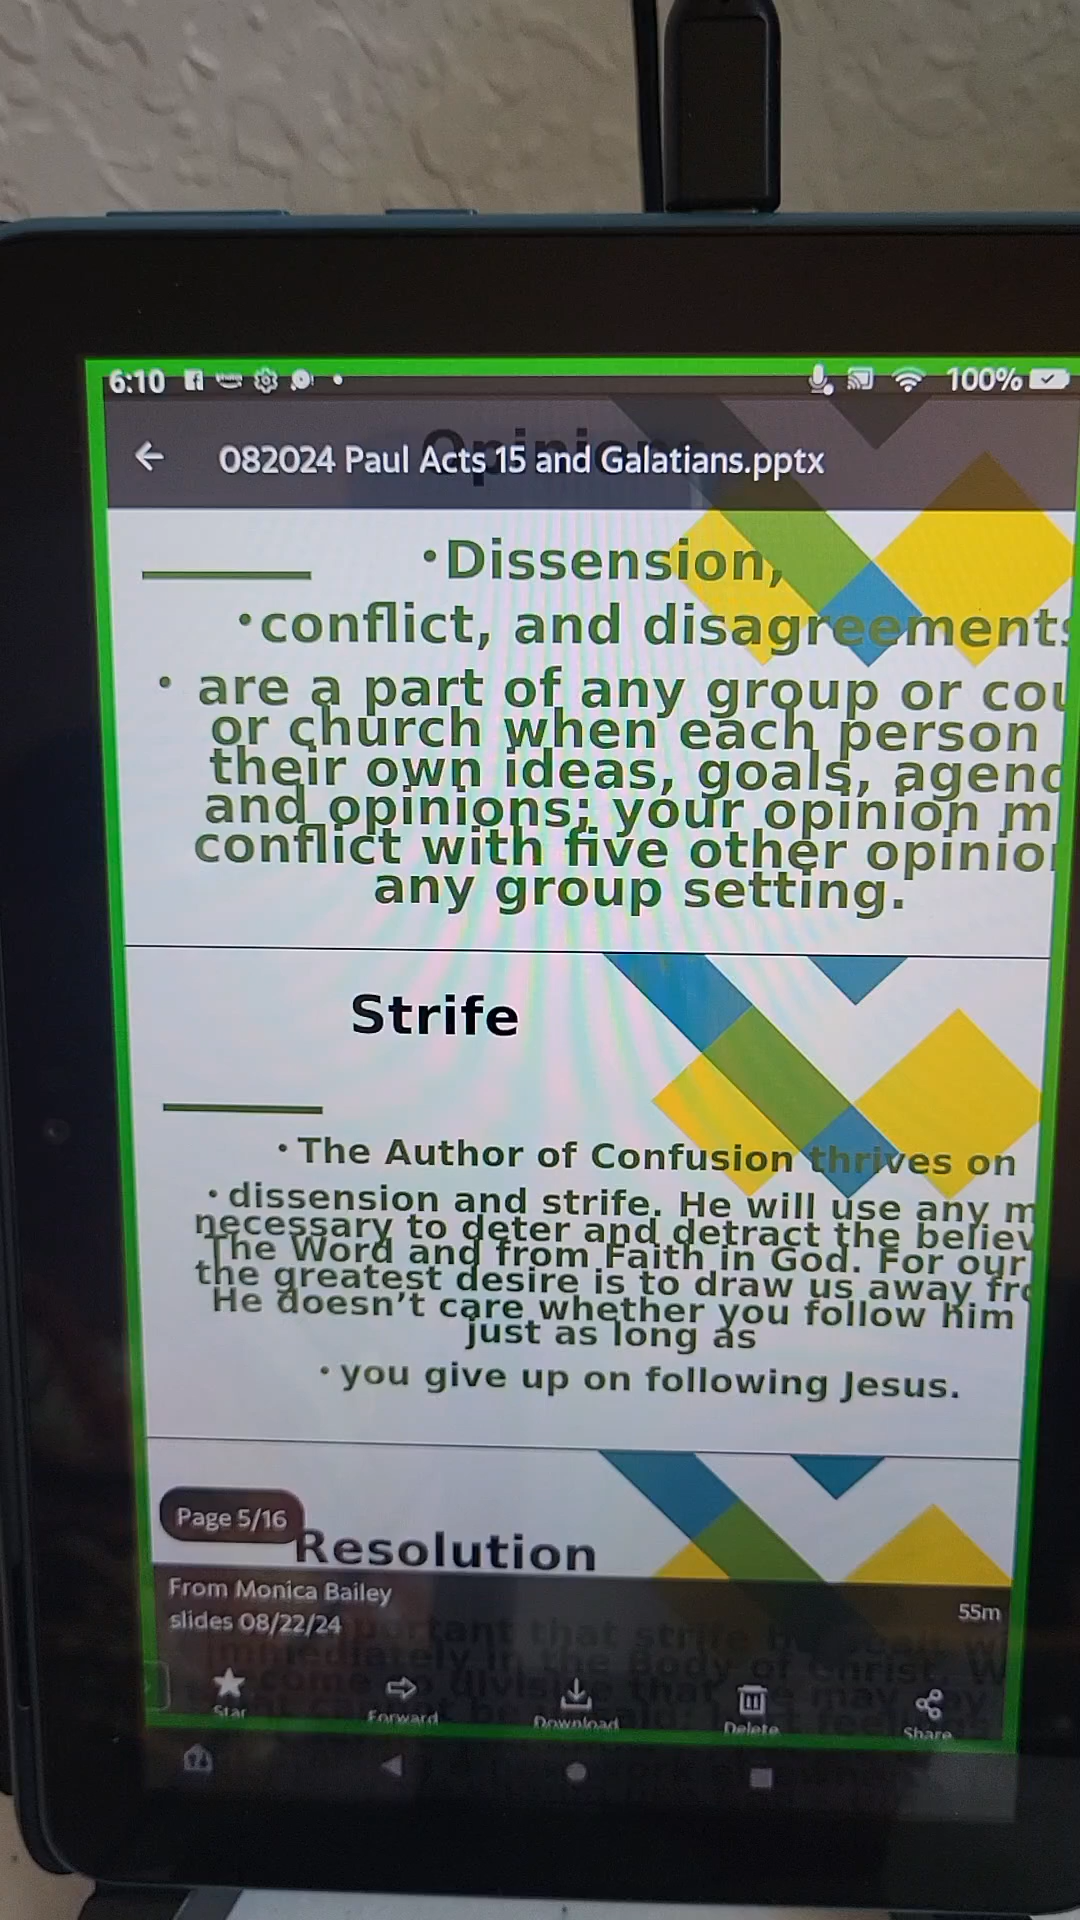 6:10
100%
082024 Paul Acts 15 and Galatians.pptx
•Dissension,
•conflict, and disagreements
• are a part of any group or cou
or church when each person
their own ideas, goals, agend
and opinions; your opinion m
conflict with five other opinion
any group setting.
Strife
•The Author of Confusion thrives on
•dissension and strife. He will use any m
necessary to deter and detract the believ
The Word and from Faith in God. For our
the greatest desire is to draw us away fro
He doesn’t care whether you follow him
just as long as
•you give up on following Jesus.
Page 5/16
Resolution
From Monica Bailey
slides 08/22/24
55m
Star
Forward
Download
Delete
Share